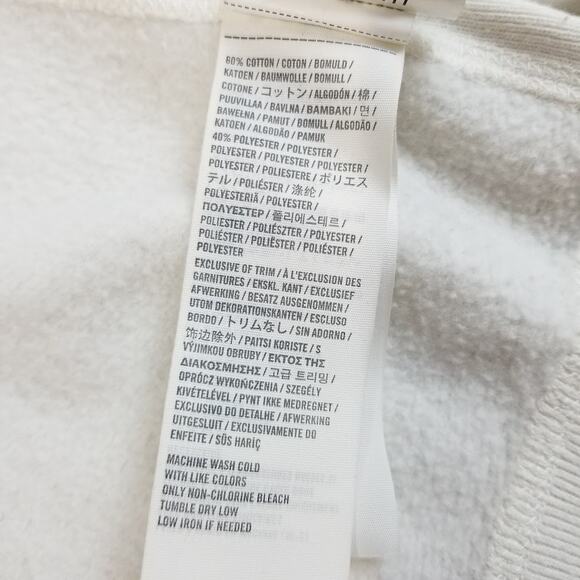 60% COTTON / COTON / BOMULD /
KATOEN / BAUMWOLLE / BOMULL /
COTONE / コットン / ALGODÓN / 棉 /
PUUVILLAA / BAVLNA / ΒΑΜΒΑΚΙ / 면 /
BAWEŁNA / PAMUT / BOMULL / ALGODÃO /
KATOEN / ALGODÃO / PAMUK
40% POLYESTER / POLYESTER /
POLYESTER / POLYESTER / POLYESTER /
POLYESTER / POLIESTERE / ポリエス
テル / POLIÉSTER / 涤纶 /
POLYESTERIÄ / POLYESTER /
ΠΟΛΥΕΣΤΕΡ / 폴리에스테르 /
POLIESTER / POLIÉSZTER / POLYESTER /
POLIÉSTER / POLIÈSTER / POLIÉSTER /
POLYESTER
EXCLUSIVE OF TRIM / À L'EXCLUSION DES
GARNITURES / EKSKL. KANT / EXCLUSIEF
AFWERKING / BESATZ AUSGENOMMEN /
UTOM DEKORATIONSKANTEN / ESCLUSO
BORDO / トリムなし / SIN ADORNO /
饰边除外 / PAITSI KORISTE / S
VÝJIMKOU OBRUBY / ΕΚΤΟΣ ΤΗΣ
ΔΙΑΚΟΣΜΗΣΗΣ / 고급 트리밍 /
OPRÓCZ WYKOŃCZENIA / SZEGÉLY
KIVÉTELÉVEL / PYNT IKKE MEDREGNET /
EXCLUSIVO DO DETALHE / AFWERKING
UITGESLUIT / EXCLUSIVAMENTE DO
ENFEITE / SÜS HARİÇ
MACHINE WASH COLD
WITH LIKE COLORS
ONLY NON-CHLORINE BLEACH
TUMBLE DRY LOW
LOW IRON IF NEEDED